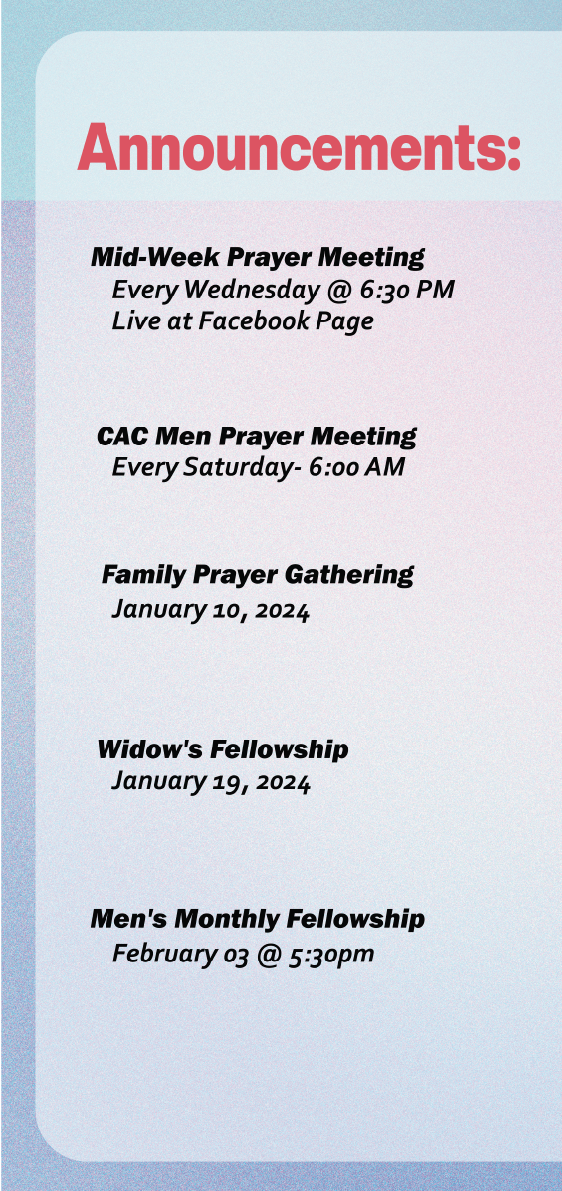 Announcements:
Mid-Week Prayer Meeting
Every Wednesday @ 6:30 PM
Live at Facebook Page
CAC Men Prayer Meeting
Every Saturday- 6:00 AM
Family Prayer Gathering
January 10, 2024
Widow's Fellowship
January 19, 2024
Men's Monthly Fellowship
February 03 @ 5:30pm